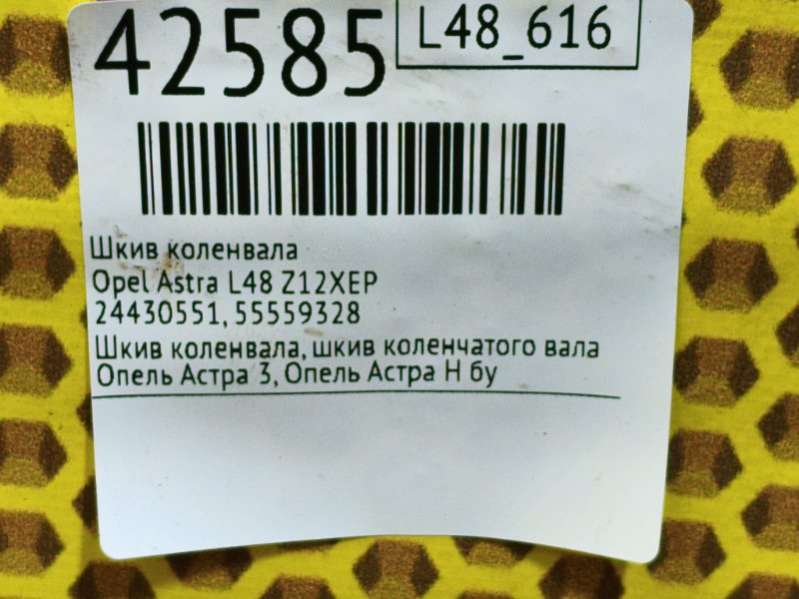 42585
L48_616
Шкив коленвала
Opel Astra L48 Z12XEP
24430551, 55559328
Шкив коленвала, шкив коленчатого вала
Опель Астра 3, Опель Астра Н бу